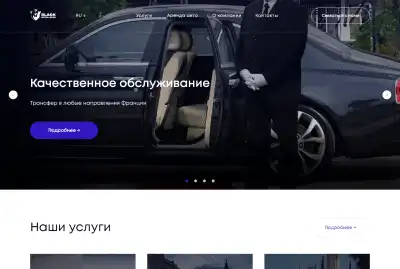 BLACK
RU
Услуги
Аренда авто
О компании
Контакты
Связаться с нами
Качественное обслуживание
Трансфер в любые направления Франции
Подробнее →
Наши услуги
Подробнее →